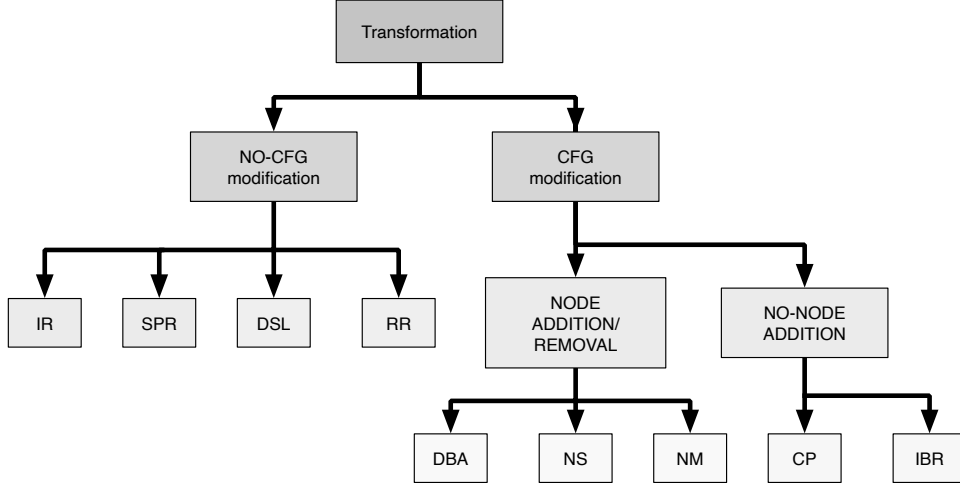 Transformation
NO-CFG
modification
CFG
modification
IR
SPR
DSL
RR
NODE
ADDITION/
REMOVAL
NO-NODE
ADDITION
DBA
NS
NM
CP
IBR